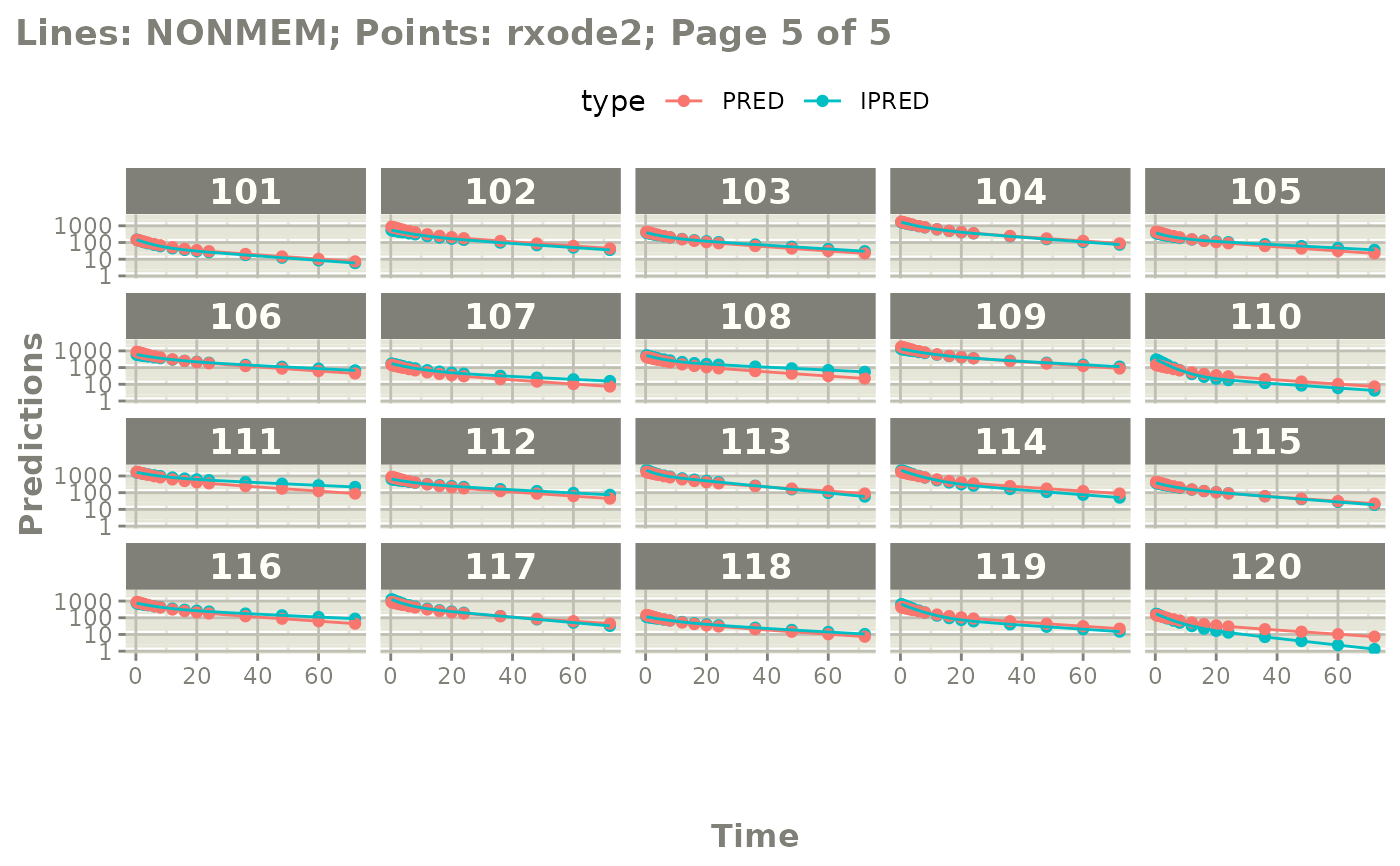 Lines: NONMEM; Points: rxode2; Page 5 of 5
type PRED IPRED
Predictions
101 102 103 104 105
1000
100
10
1
106 107 108 109 110
1000
100
10
1
111 112 113 114 115
1000
100
10
1
116 117 118 119 120
1000
100
10
1
0 20 40 60 0 20 40 60 0 20 40 60 0 20 40 60 0 20 40 60
Time